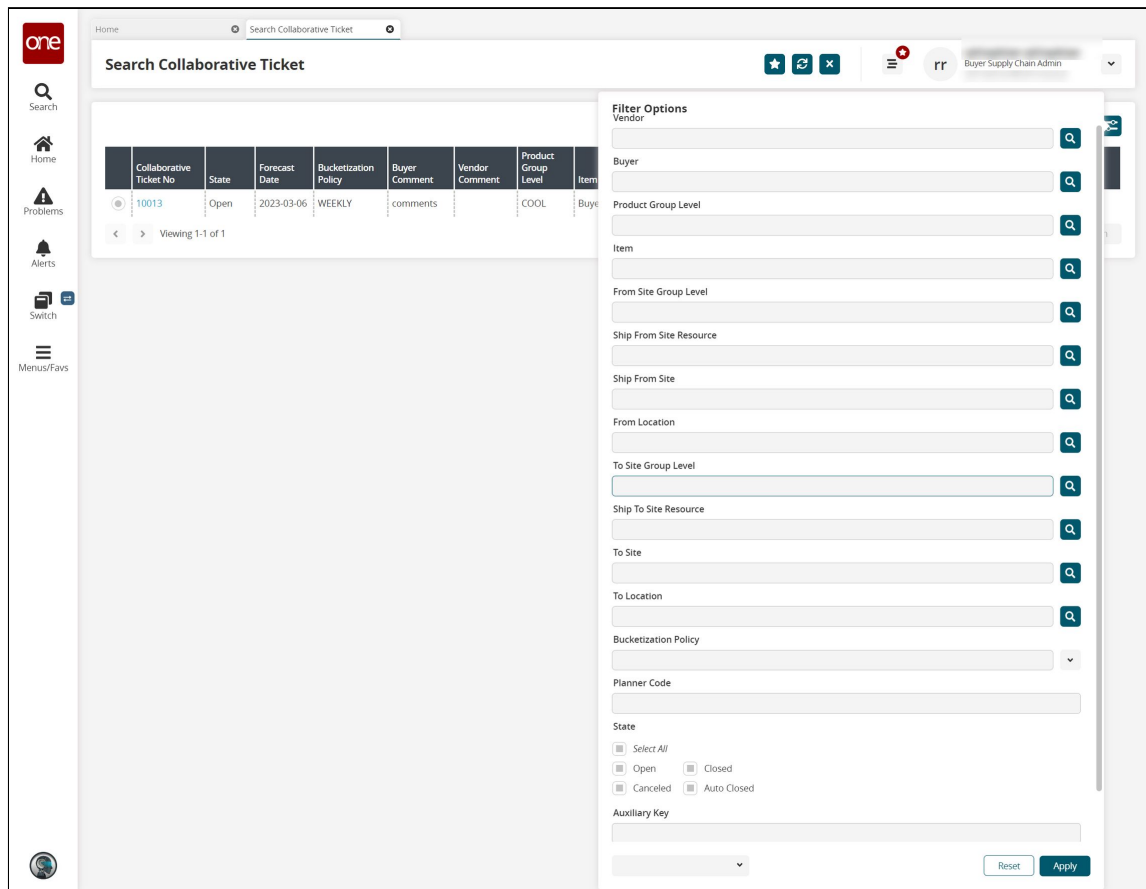 one
Search
Home
Problems
Alerts
Switch
Menus/Favs
Home
Search Collaborative Ticket
Search Collaborative Ticket
rr
Buyer Supply Chain Admin
Collaborative Ticket No
State
Forecast Date
Bucketization Policy
Buyer Comment
Vendor Comment
Product Group Level
Item
10013
Open
2023-03-06
WEEKLY
comments
COOL
Buye
Viewing 1-1 of 1
Filter Options
Vendor
Buyer
Product Group Level
Item
From Site Group Level
Ship From Site Resource
Ship From Site
From Location
To Site Group Level
Ship To Site Resource
To Site
To Location
Bucketization Policy
Planner Code
State
Select All
Open
Closed
Canceled
Auto Closed
Auxiliary Key
Reset
Apply